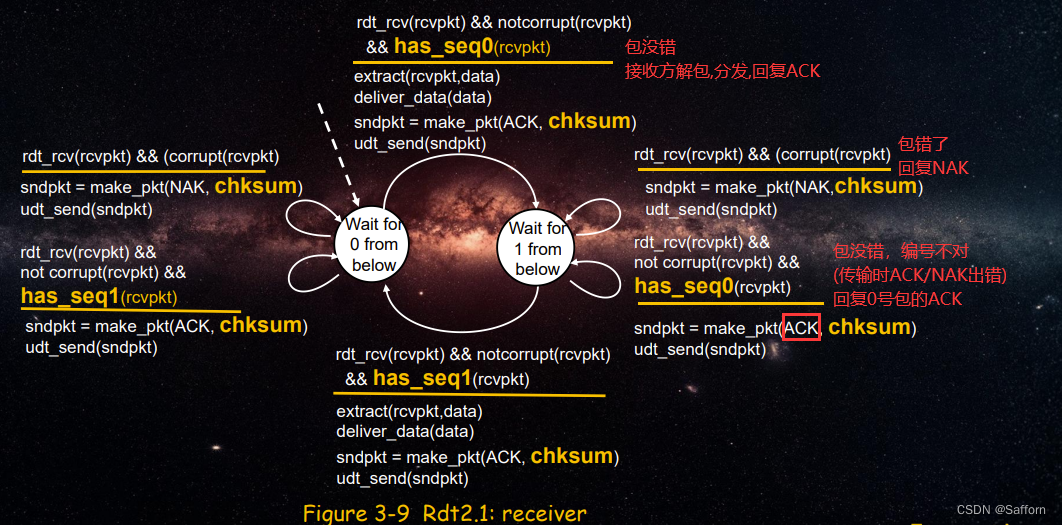 rdt_rcv(rcvpkt) && notcorrupt(rcvpkt)
&& has_seq0(rcvpkt)
extract(rcvpkt,data)
deliver_data(data)
sndpkt = make_pkt(ACK, chksum)
udt_send(sndpkt)
包没错
接收方解包,分发,回复ACK
rdt_rcv(rcvpkt) && (corrupt(rcvpkt)
sndpkt = make_pkt(NAK, chksum)
udt_send(sndpkt)
rdt_rcv(rcvpkt) &&
not corrupt(rcvpkt) &&
has_seq1(rcvpkt)
sndpkt = make_pkt(ACK, chksum)
udt_send(sndpkt)
Wait for
0 from
below
Wait for
1 from
below
rdt_rcv(rcvpkt) && (corrupt(rcvpkt)
sndpkt = make_pkt(NAK,chksum)
udt_send(sndpkt)
包错了
回复NAK
rdt_rcv(rcvpkt) &&
not corrupt(rcvpkt) &&
has_seq0(rcvpkt)
sndpkt = make_pkt(ACK, chksum)
udt_send(sndpkt)
包没错，编号不对
(传输时ACK/NAK出错)
回复0号包的ACK
rdt_rcv(rcvpkt) && notcorrupt(rcvpkt)
&& has_seq1(rcvpkt)
extract(rcvpkt,data)
deliver_data(data)
sndpkt = make_pkt(ACK, chksum)
udt_send(sndpkt)
Figure 3-9 Rdt2.1: receiver
CSDN @Safforn